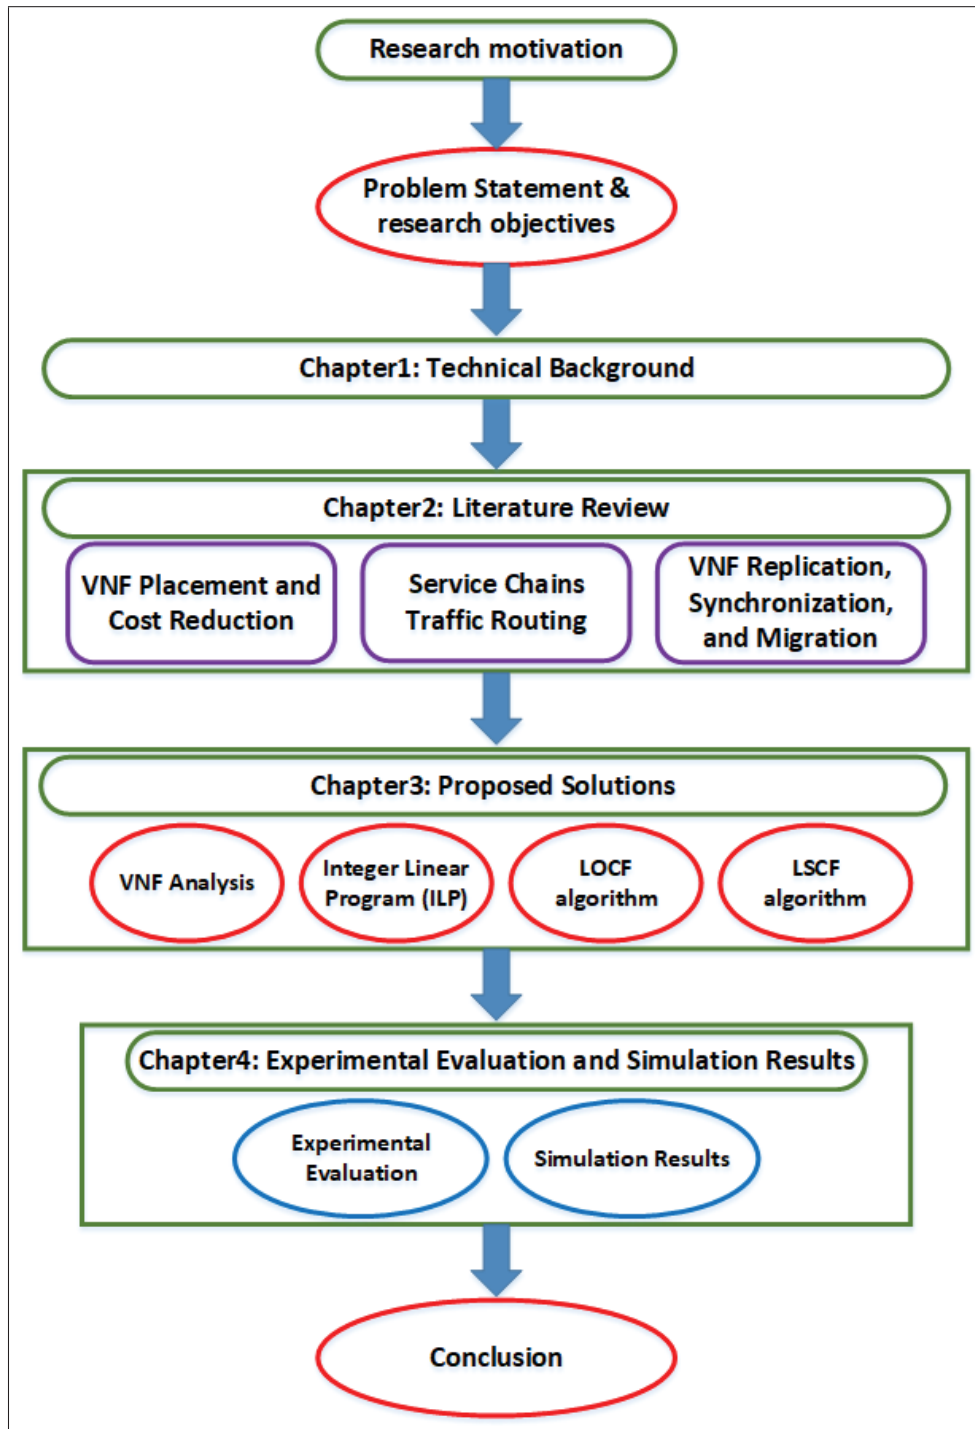 Research motivation
Problem Statement &
research objectives
Chapter1: Technical Background
Chapter2: Literature Review
VNF Placement and
Cost Reduction
Service Chains
Traffic Routing
VNF Replication,
Synchronization,
and Migration
Chapter3: Proposed Solutions
VNF Analysis
Integer Linear
Program (ILP)
LOCF
algorithm
LSCF
algorithm
Chapter4: Experimental Evaluation and Simulation Results
Experimental
Evaluation
Simulation Results
Conclusion